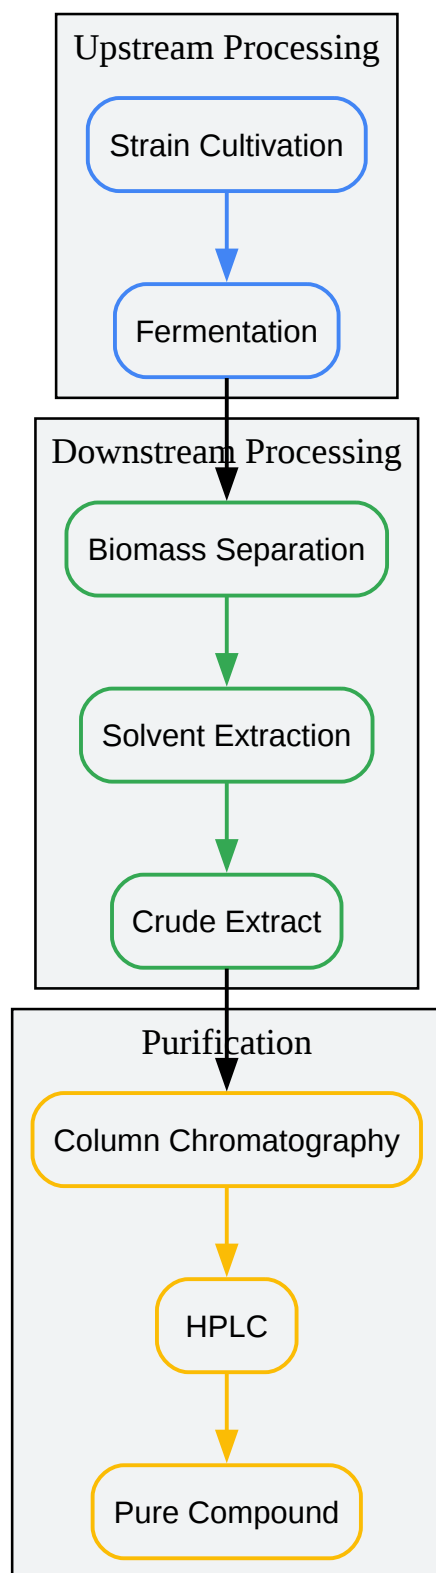 Upstream Processing
Strain Cultivation
Fermentation
Downstream Processing
Biomass Separation
Solvent Extraction
Crude Extract
Purification
Column Chromatography
HPLC
Pure Compound